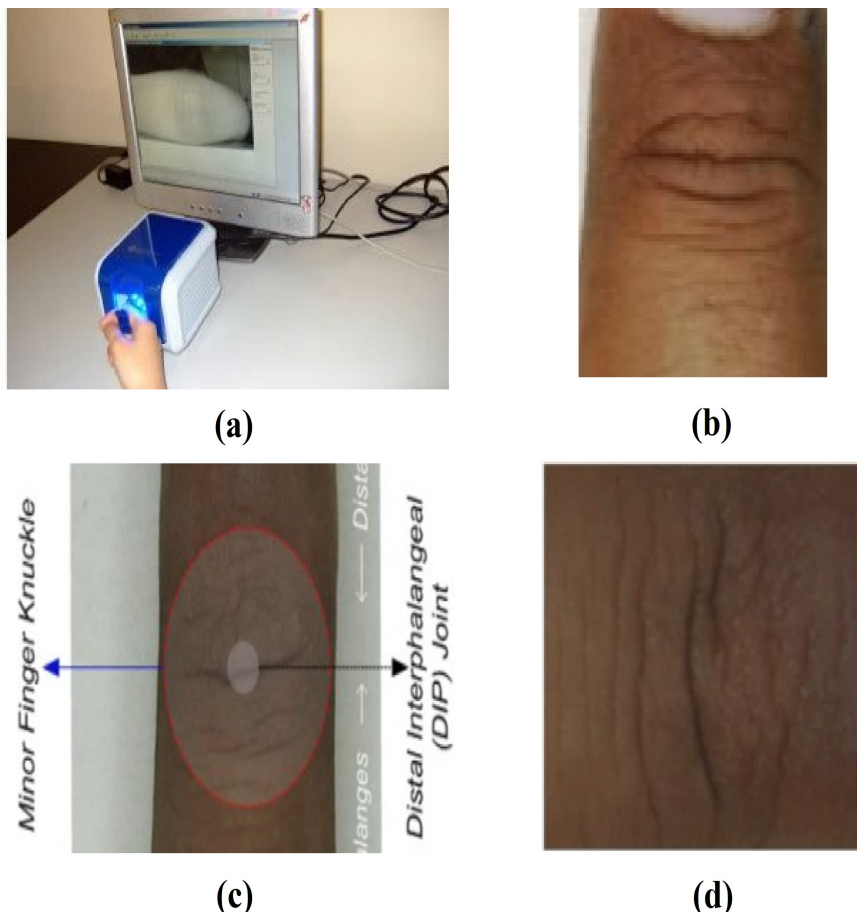 (a)
(b)
Minor Finger Knuckle
Distal Interphalangeal
(DIP) Joint
(c)
(d)